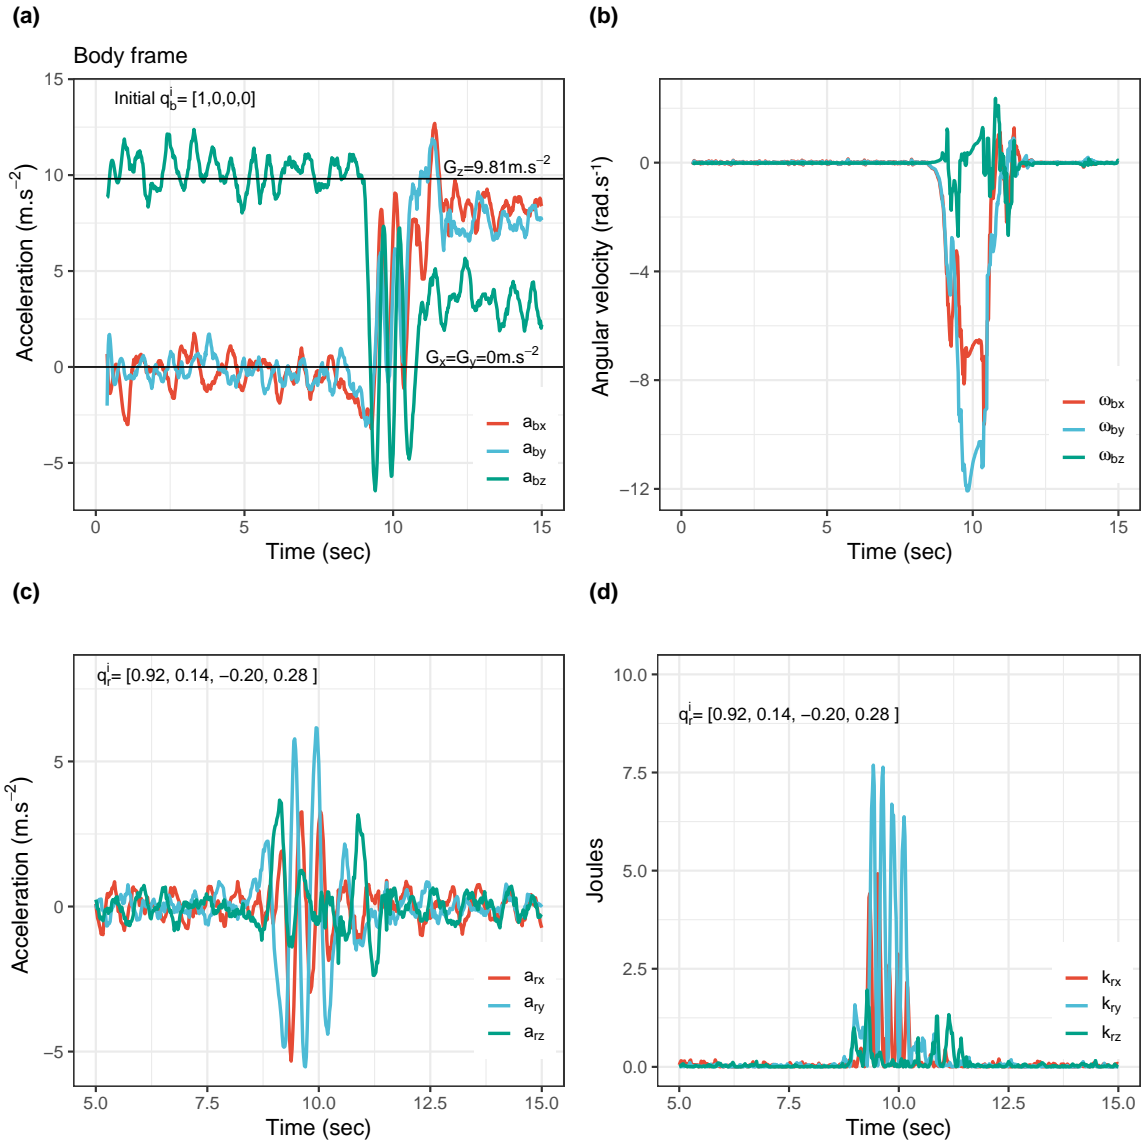 (a)
Body frame
Initial q_b^i = [1,0,0,0]
G_z=9.81m.s^−2
G_x=G_y=0m.s^−2
a_bx
a_by
a_bz
15
10
5
0
−5
Acceleration (m.s^−2)
0 5 10 15
Time (sec)
(b)
0
−4
−8
−12
Angular velocity (rad.s^-1)
ω_bx
ω_by
ω_bz
0 5 10 15
Time (sec)
(c)
q_r^i= [0.92, 0.14, −0.20, 0.28 ]
5
0
−5
Acceleration (m.s^−2)
a_rx
a_ry
a_rz
5.0 7.5 10.0 12.5 15.0
Time (sec)
(d)
q_r^i= [0.92, 0.14, −0.20, 0.28 ]
10.0
7.5
5.0
2.5
0.0
Joules
k_rx
k_ry
k_rz
5.0 7.5 10.0 12.5 15.0
Time (sec)